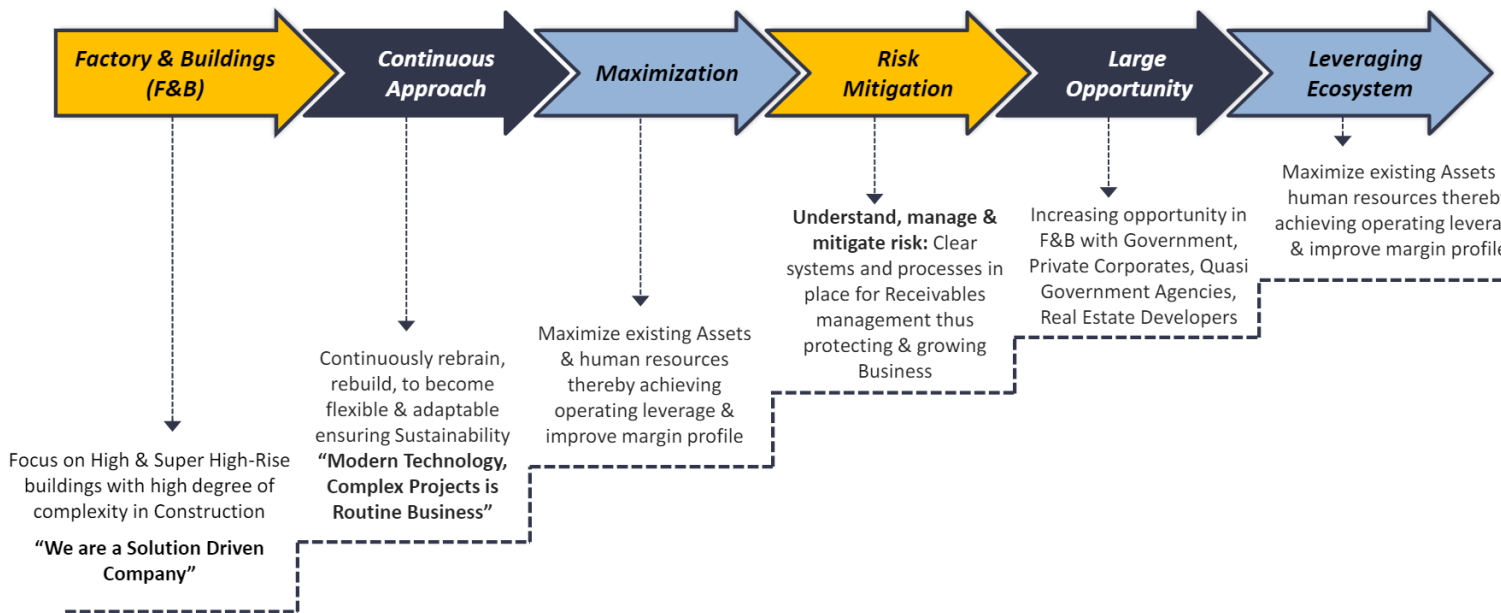 Factory & Buildings
(F&B)
Continuous
Approach
Maximization
Risk
Mitigation
Large
Opportunity
Leveraging
Ecosystem
Focus on High & Super High-Rise
buildings with high degree of
complexity in Construction
“We are a Solution Driven
Company”
Continuously rebrain,
rebuild, to become
flexible & adaptable
ensuring Sustainability
“Modern Technology,
Complex Projects is
Routine Business”
Maximize existing Assets
& human resources
thereby achieving
operating leverage &
improve margin profile
Understand, manage &
mitigate risk: Clear
systems and processes in
place for Receivables
management thus
protecting & growing
Business
Increasing opportunity in
F&B with Government,
Private Corporates, Quasi
Government Agencies,
Real Estate Developers
Maximize existing Assets
human resources
achieving operating
& improve margin profile